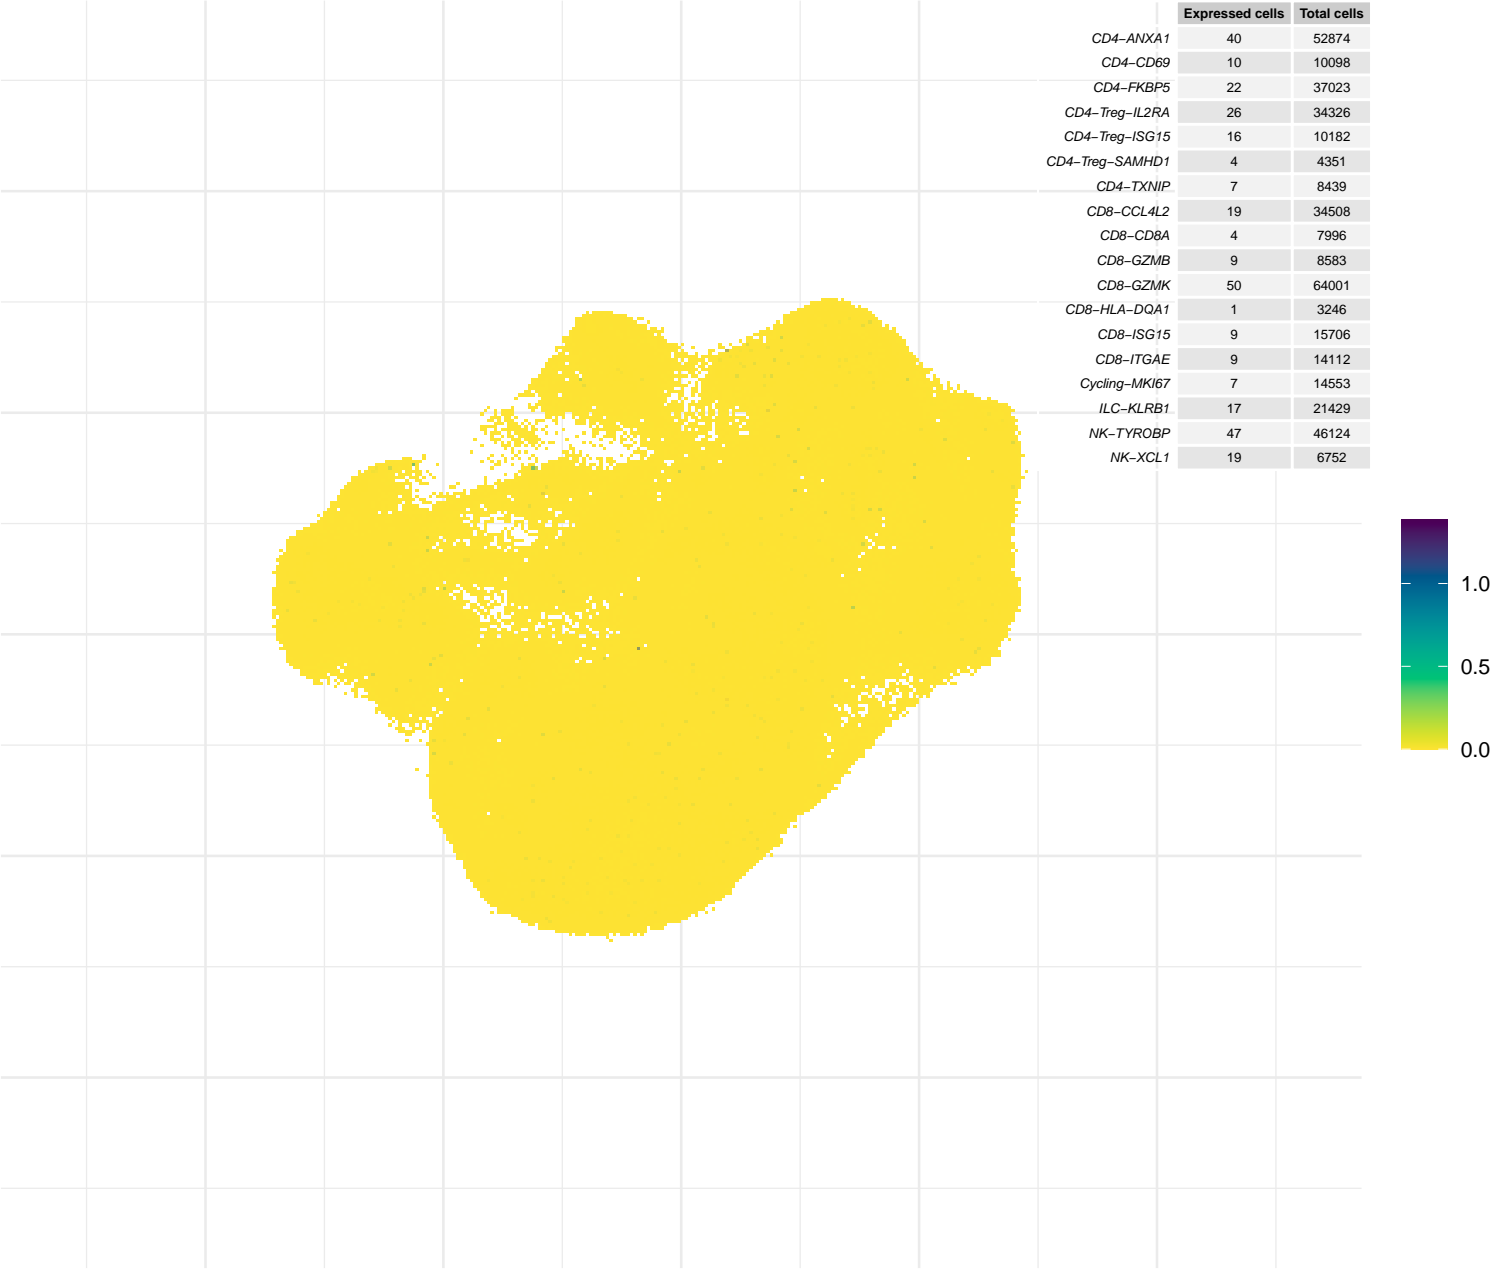 Expressed cells Total cells
CD4−ANXA1 40 52874
CD4−CD69 10 10098
CD4−FKBP5 22 37023
CD4−Treg−IL2RA 26 34326
CD4−Treg−ISG15 16 10182
CD4−Treg−SAMHD1 4 4351
CD4−TXNIP 7 8439
CD8−CCL4L2 19 34508
CD8−CD8A 4 7996
CD8−GZMB 9 8583
CD8−GZMK 50 64001
CD8−HLA−DQA1 1 3246
CD8−ISG15 9 15706
CD8−ITGAE 9 14112
Cycling−MKI67 7 14553
ILC−KLRB1 17 21429
NK−TYROBP 47 46124
NK−XCL1 19 6752
1.0
0.5
0.0